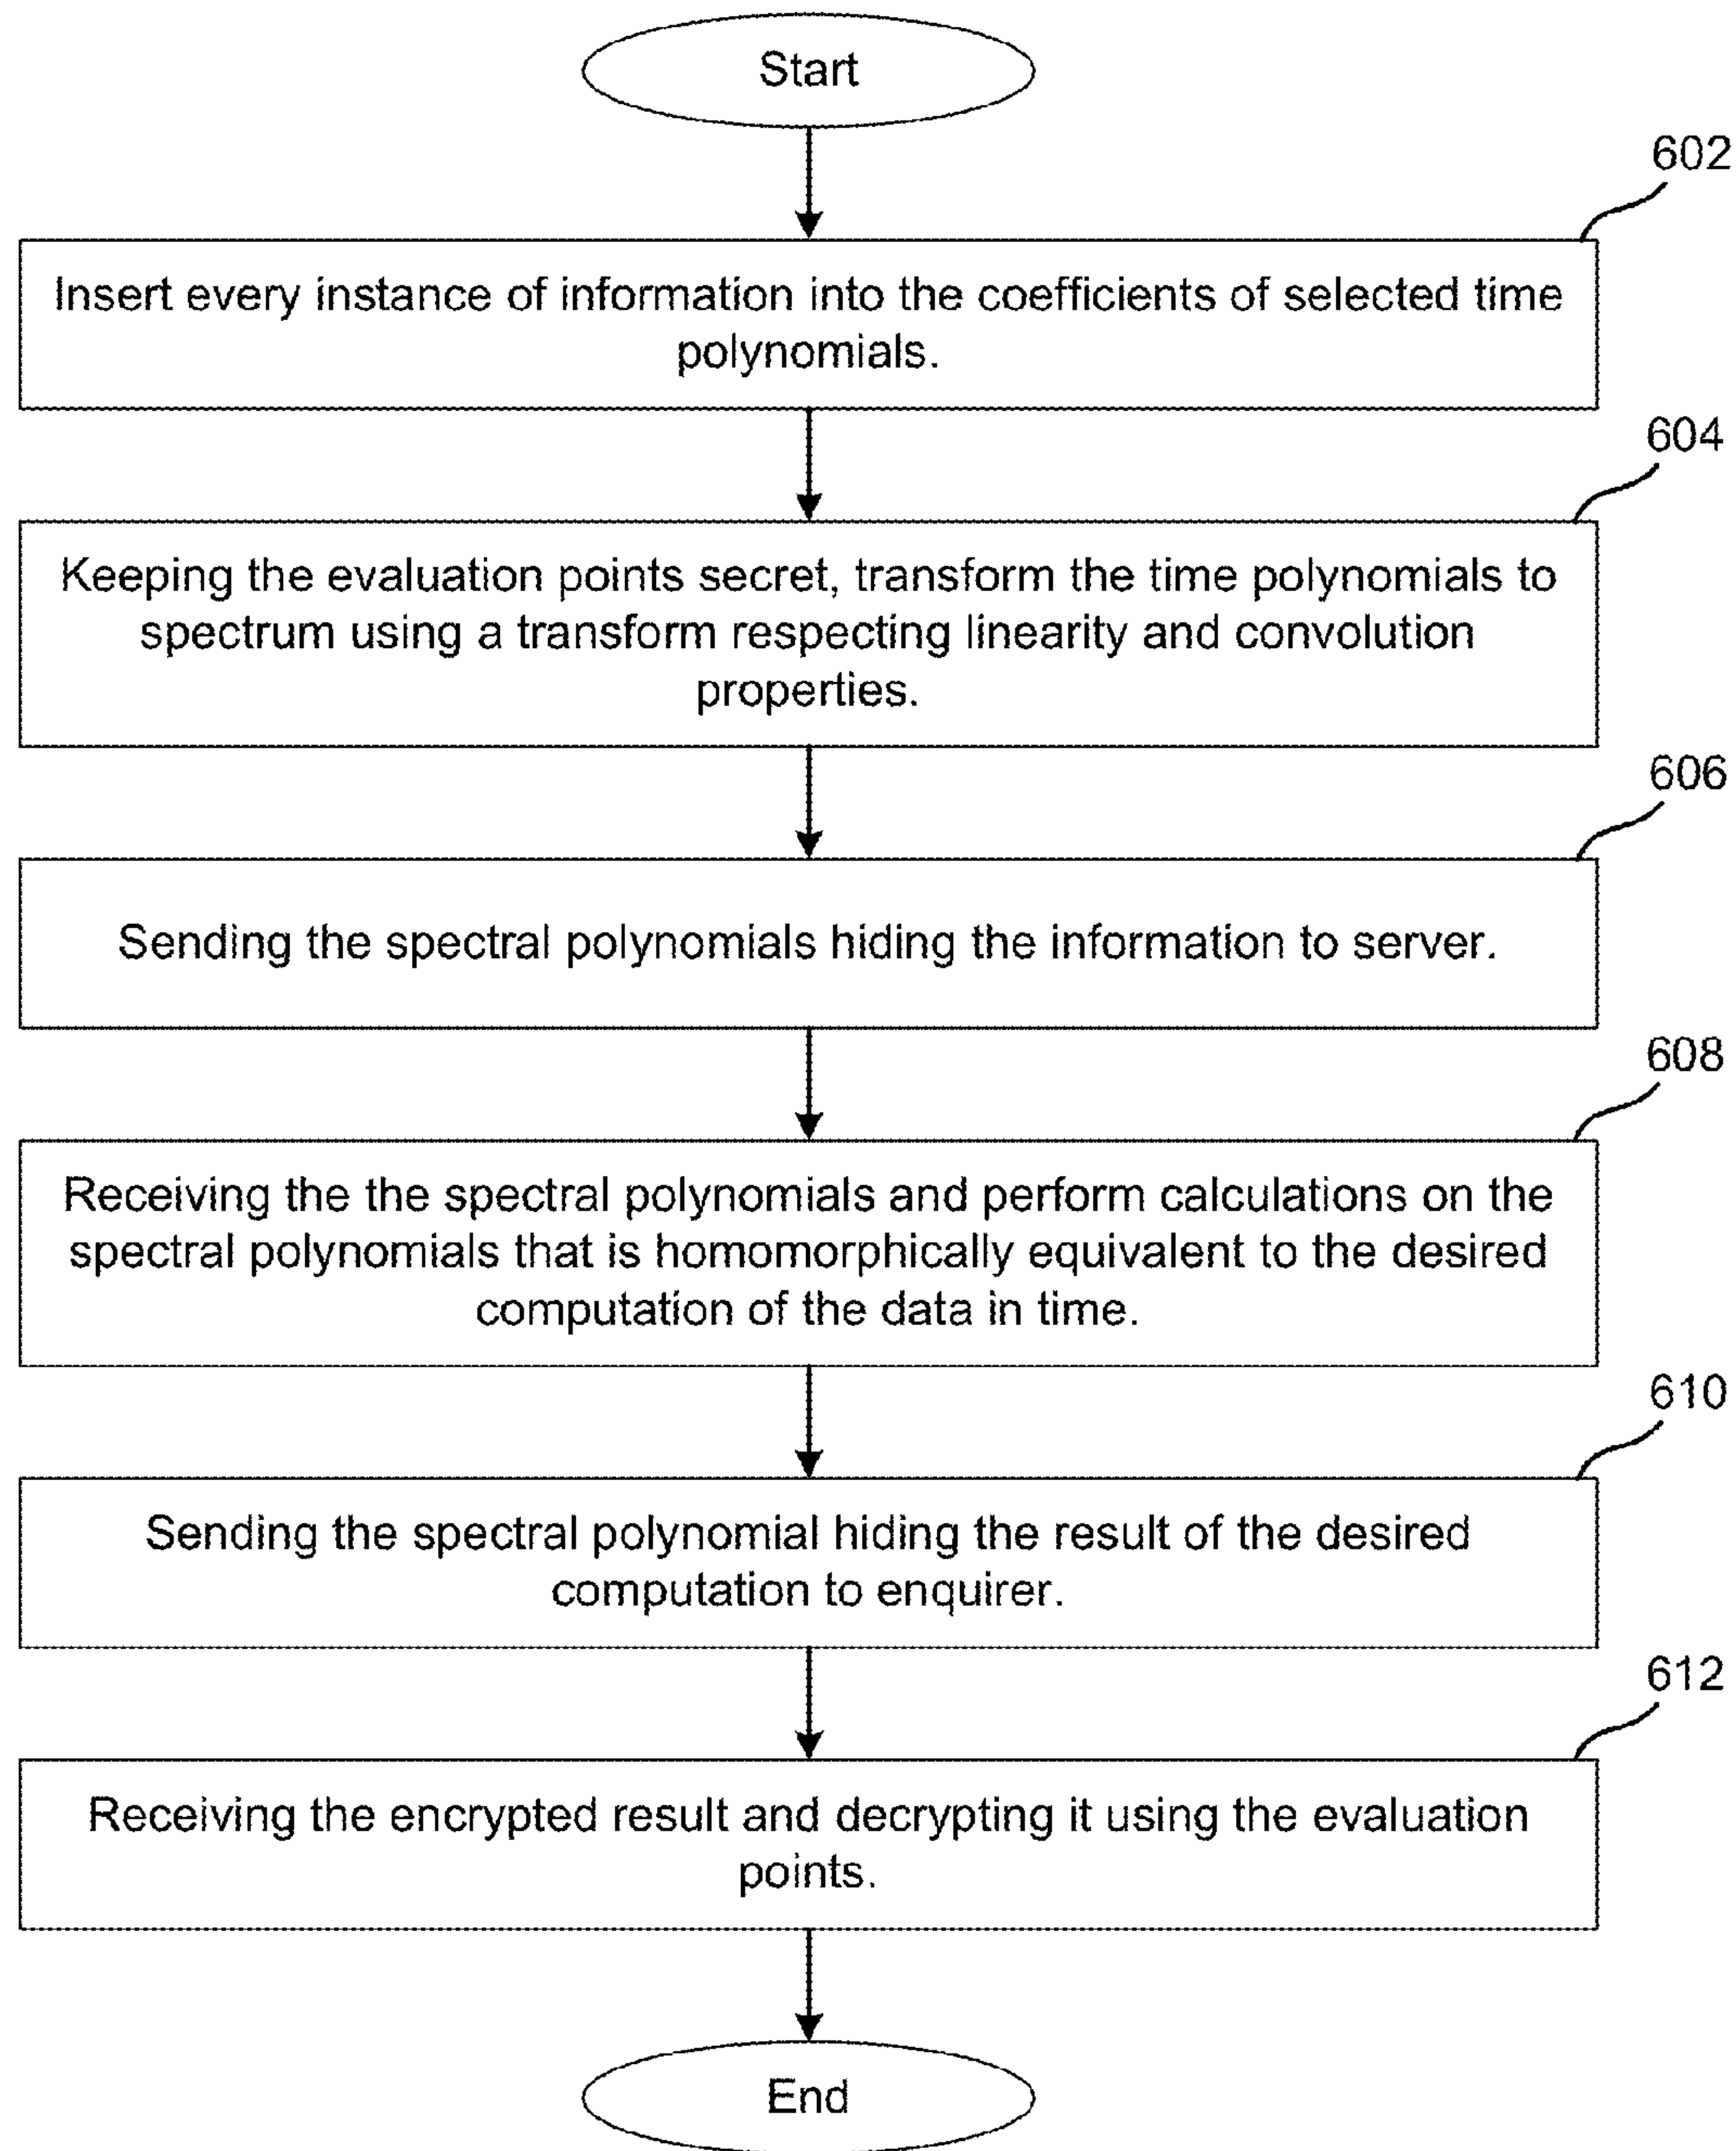 Start
602
Insert every instance of information into the coefficients of selected time
polynomials.
604
Keeping the evaluation points secret, transform the time polynomials to
spectrum using a transform respecting linearity and convolution
properties.
606
Sending the spectral polynomials hiding the information to server.
608
Receiving the the spectral polynomials and perform calculations on the
spectral polynomials that is homomorphically equivalent to the desired
computation of the data in time.
610
Sending the spectral polynomial hiding the result of the desired
computation to enquirer.
612
Receiving the encrypted result and decrypting it using the evaluation
points.
End